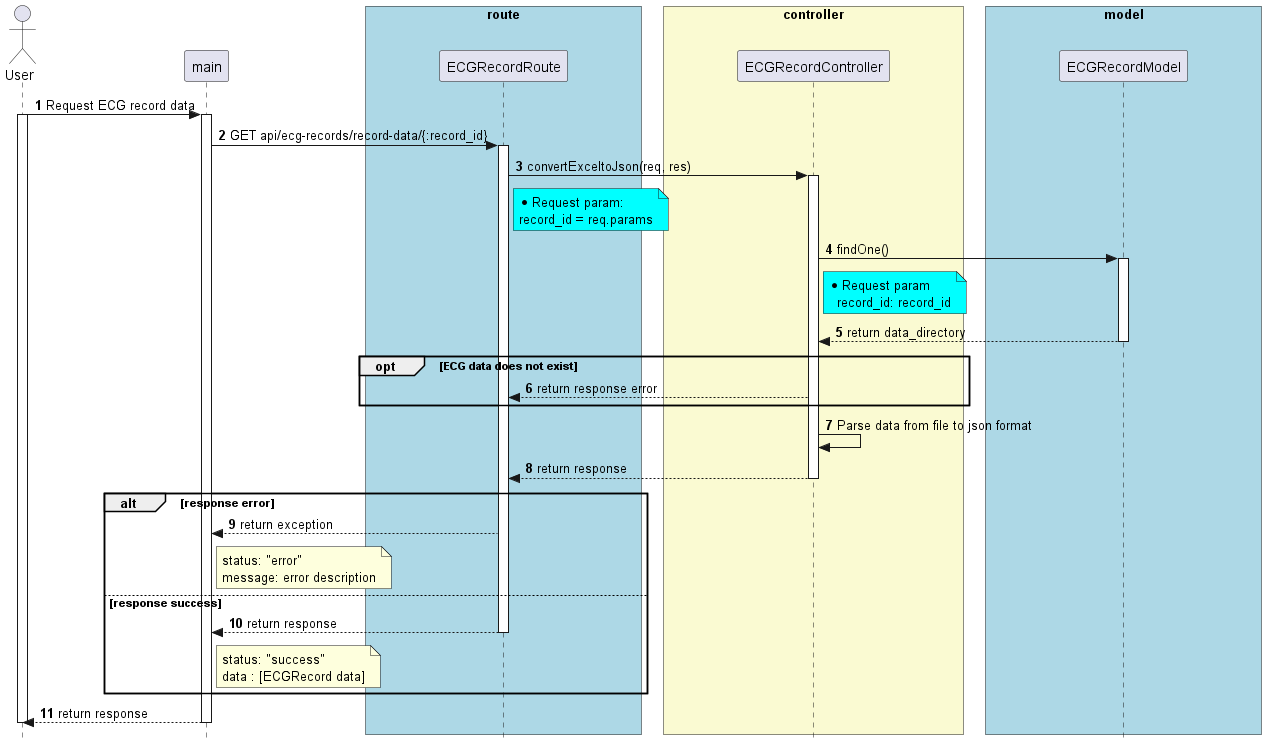 route
controller
model
User
main
ECGRecordRoute
ECGRecordController
ECGRecordModel
1 Request ECG record data
2 GET api/ecg-records/record-data/{:record_id}
3 convertExceltoJson(req, res)
• Request param:
record_id = req.params
4 findOne()
• Request param
record_id: record_id
5 return data_directory
opt [ECG data does not exist]
6 return response error
7 Parse data from file to json format
8 return response
alt [response error]
9 return exception
status: "error"
message: error description
[response success]
10 return response
status: "success"
data : [ECGRecord data]
11 return response